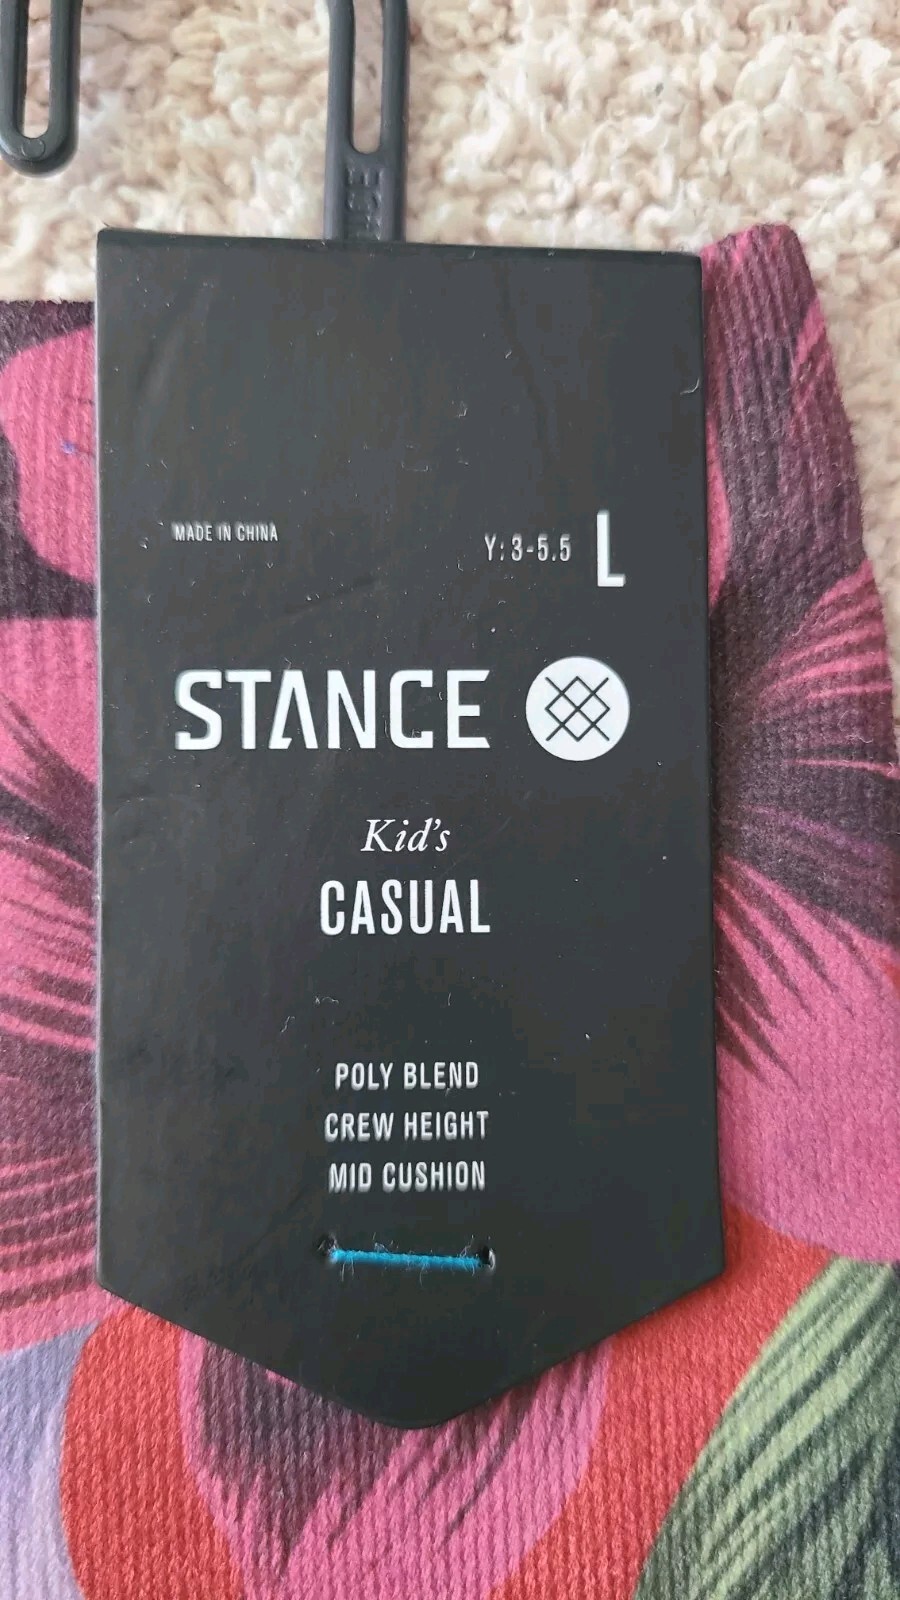 MADE IN CHINA
Y: 3-5.5 L
STANCE
Kid's
CASUAL
POLY BLEND
CREW HEIGHT
MID CUSHION